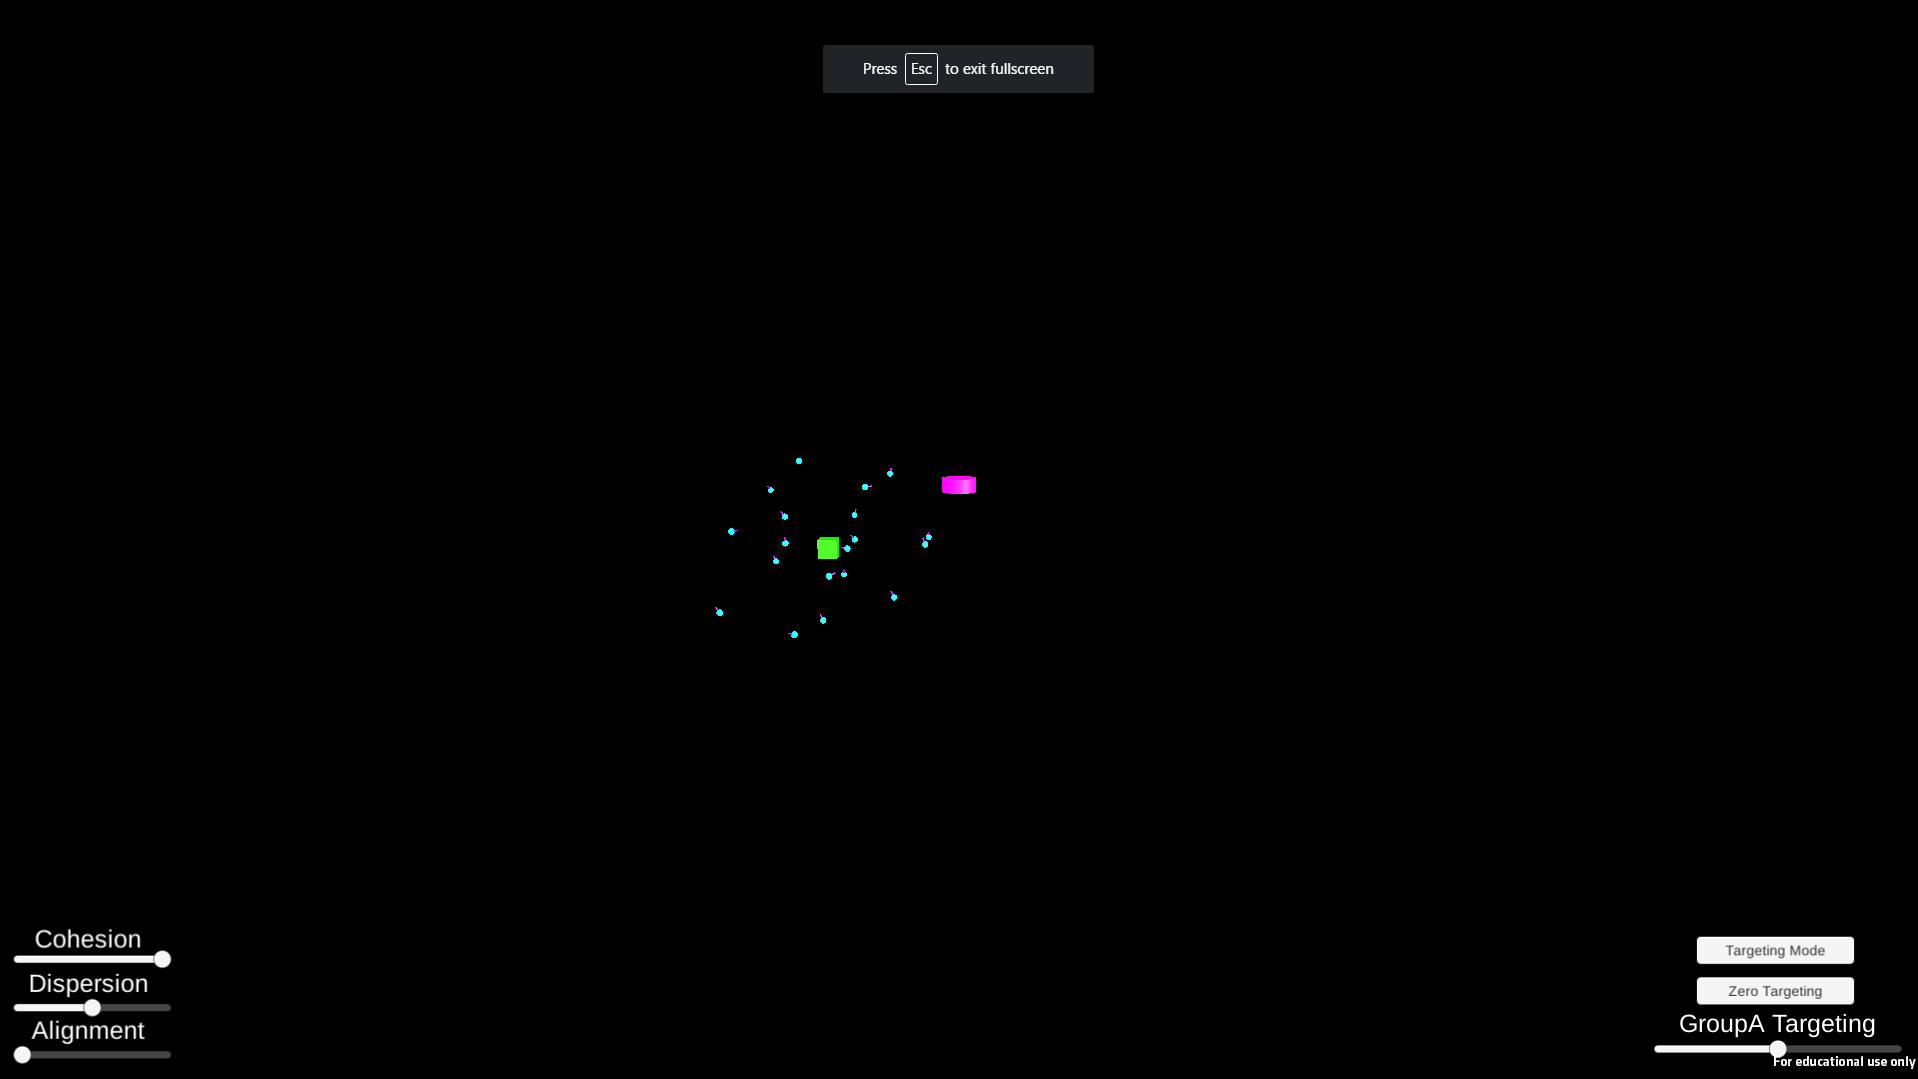 Press Esc to exit fullscreen
Cohesion
Dispersion
Alignment
Targeting Mode
Zero Targeting
GroupA Targeting
For educational use only